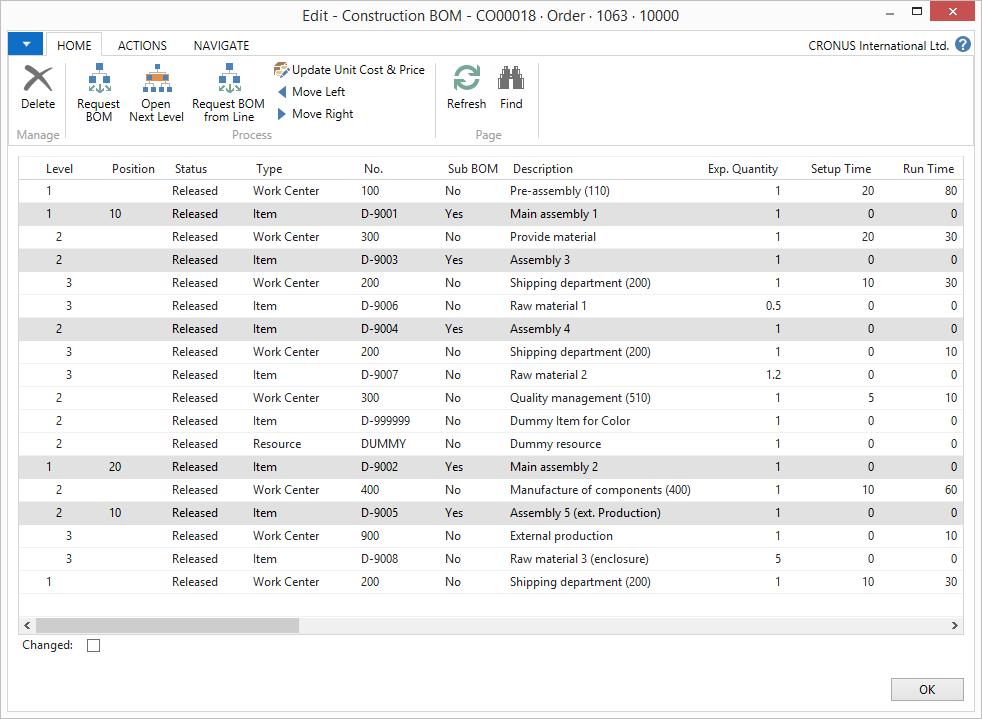 Edit - Construction BOM - CO00018 · Order · 1063 · 10000
HOME ACTIONS NAVIGATE CRONUS International Ltd. ?
Delete
Request BOM
Open Next Level
Request BOM from Line
Update Unit Cost & Price
Move Left
Move Right
Refresh
Find
Manage Process Page
Level Position Status Type No. Sub BOM Description Exp. Quantity Setup Time Run Time
1 Released Work Center 100 No Pre-assembly (110) 1 20 80
1 10 Released Item D-9001 Yes Main assembly 1 1 0 0
2 Released Work Center 300 No Provide material 1 20 30
2 Released Item D-9003 Yes Assembly 3 1 0 0
3 Released Work Center 200 No Shipping department (200) 1 10 30
3 Released Item D-9006 No Raw material 1 0.5 0 0
2 Released Item D-9004 Yes Assembly 4 1 0 0
3 Released Work Center 200 No Shipping department (200) 1 0 10
3 Released Item D-9007 No Raw material 2 1.2 0 0
2 Released Work Center 300 No Quality management (510) 1 5 10
2 Released Item D-999999 No Dummy Item for Color 1 0 0
2 Released Resource DUMMY No Dummy resource 1 0 0
1 20 Released Item D-9002 Yes Main assembly 2 1 0 0
2 Released Work Center 400 No Manufacture of components (400) 1 10 60
2 10 Released Item D-9005 Yes Assembly 5 (ext. Production) 1 0 0
3 Released Work Center 900 No External production 1 0 10
3 Released Item D-9008 No Raw material 3 (enclosure) 5 0 0
1 Released Work Center 200 No Shipping department (200) 1 10 30
Changed:
OK